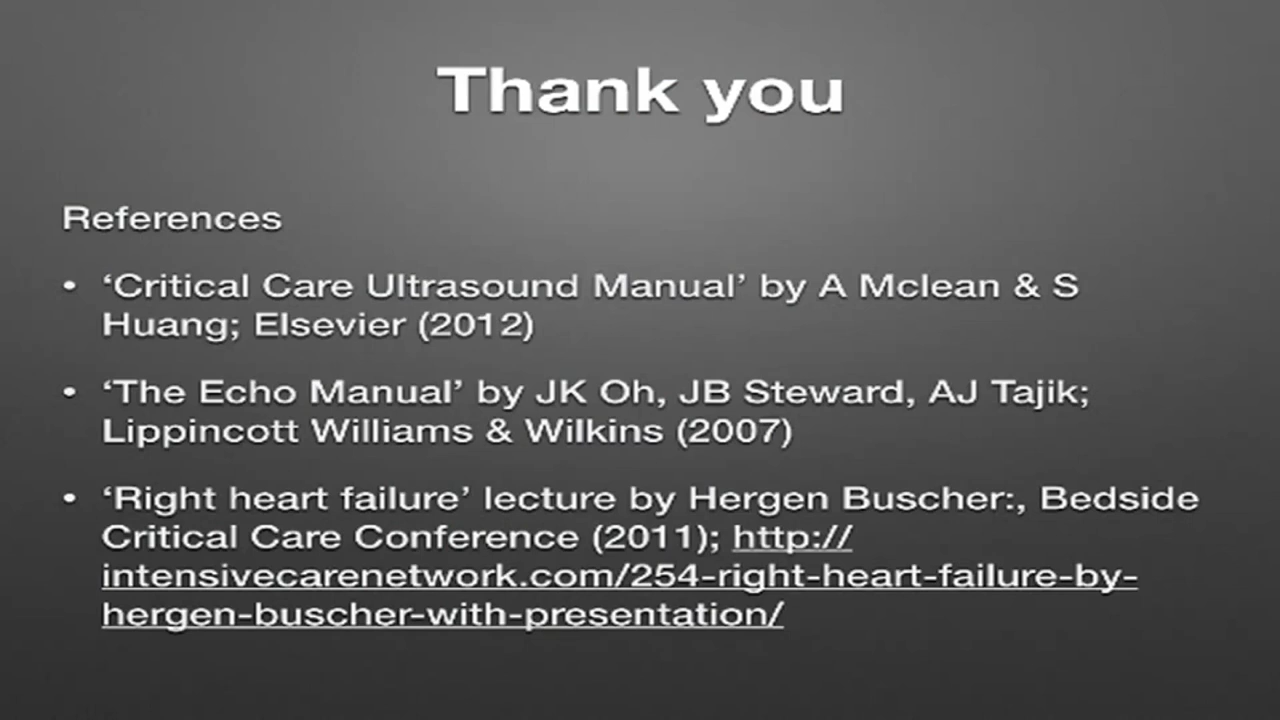 Thank you
References
• ‘Critical Care Ultrasound Manual’ by A Mclean & S
Huang; Elsevier (2012)
• ‘The Echo Manual’ by JK Oh, JB Steward, AJ Tajik;
Lippincott Williams & Wilkins (2007)
• ‘Right heart failure’ lecture by Hergen Buscher:, Bedside
Critical Care Conference (2011); http://
intensivecarenetwork.com/254-right-heart-failure-by-
hergen-buscher-with-presentation/